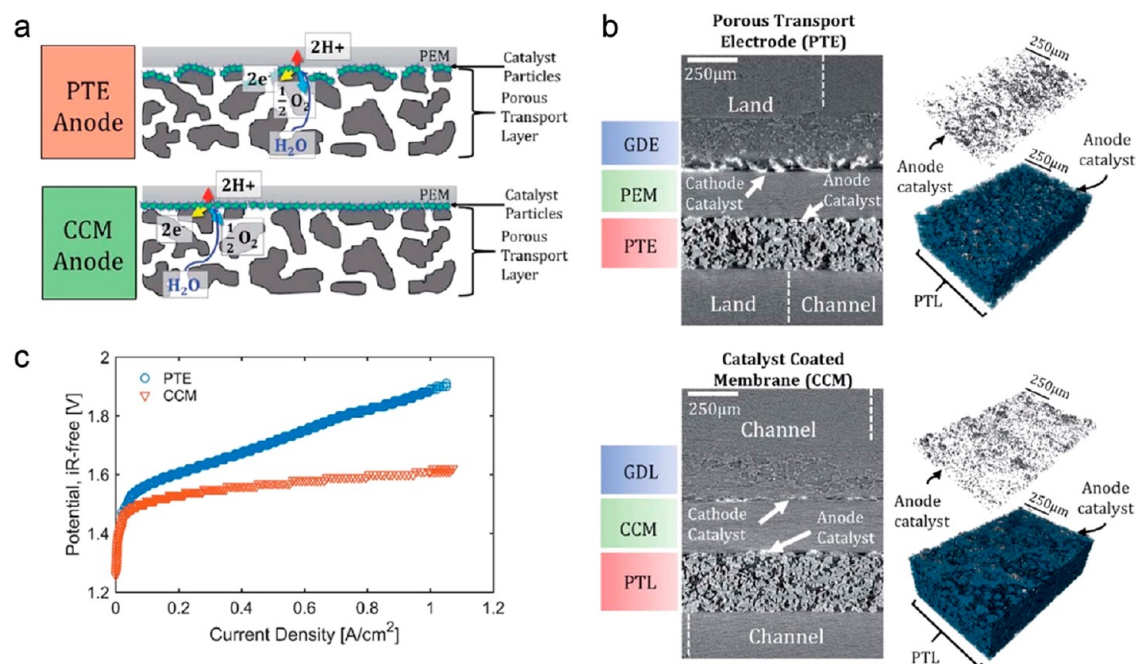 a
PTE
Anode
2H+
2e⁻
½O₂
H₂O
PEM
Catalyst
Particles
Porous
Transport
Layer
CCM
Anode
2H+
2e⁻
½O₂
H₂O
PEM
Catalyst
Particles
Porous
Transport
Layer
b
Porous Transport
Electrode (PTE)
250μm
Land
GDE
PEM
PTE
Cathode
Catalyst
Anode
Catalyst
Land
Channel
250μm
Anode
catalyst
250μm
Anode
catalyst
PTL
Catalyst Coated
Membrane (CCM)
250μm
Channel
GDL
CCM
PTL
Cathode
Catalyst
Anode
Catalyst
Channel
250μm
Anode
catalyst
250μm
Anode
catalyst
PTL
c
PTE
CCM
Potential, iR-free [V]
2
1.8
1.6
1.4
1.2
0
0.2
0.4
0.6
0.8
1
1.2
Current Density [A/cm²]